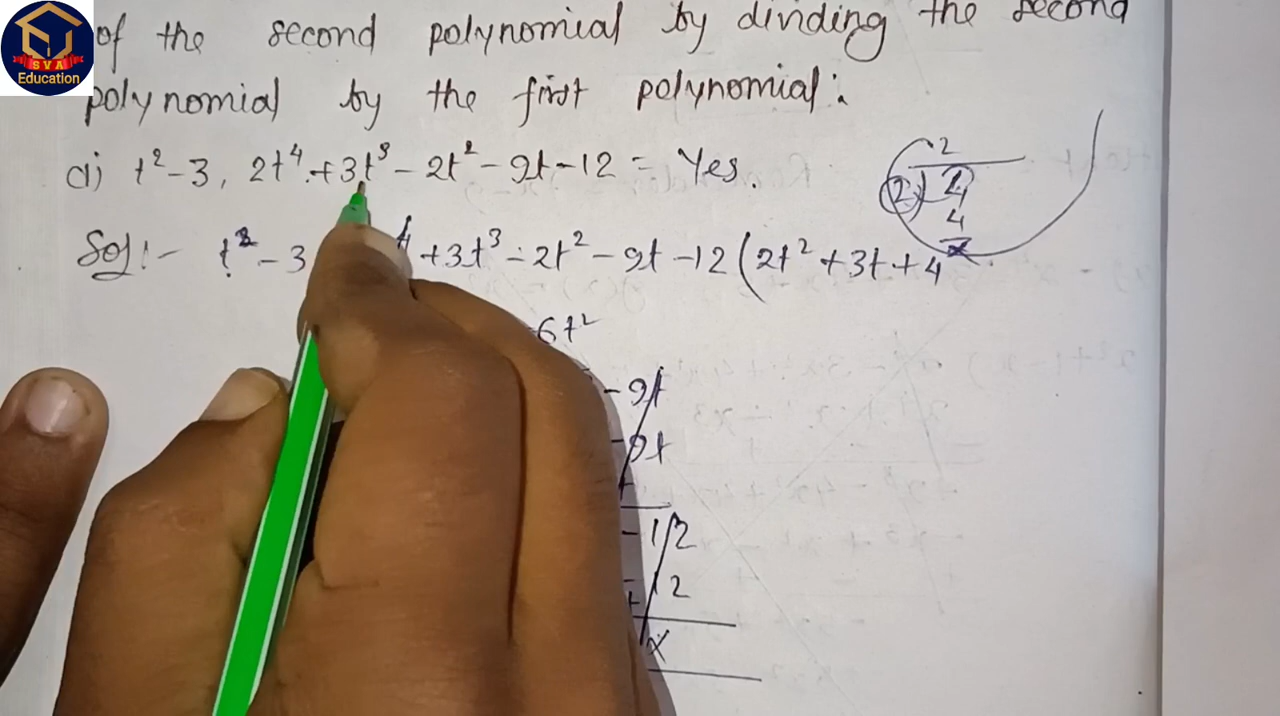 SVA
Education
of the second polynomial by dividing the second
polynomial by the first polynomial:
a) t² - 3, 2t⁴ + 3t³ - 2t² - 9t - 12 = Yes.
2
2) 4
4
x
Sol:- t² - 3 + 3t³ - 2t² - 9t - 12 ( 2t² + 3t + 4
6t²
- 9t
- 9t
+
- 12
- 12
+
x